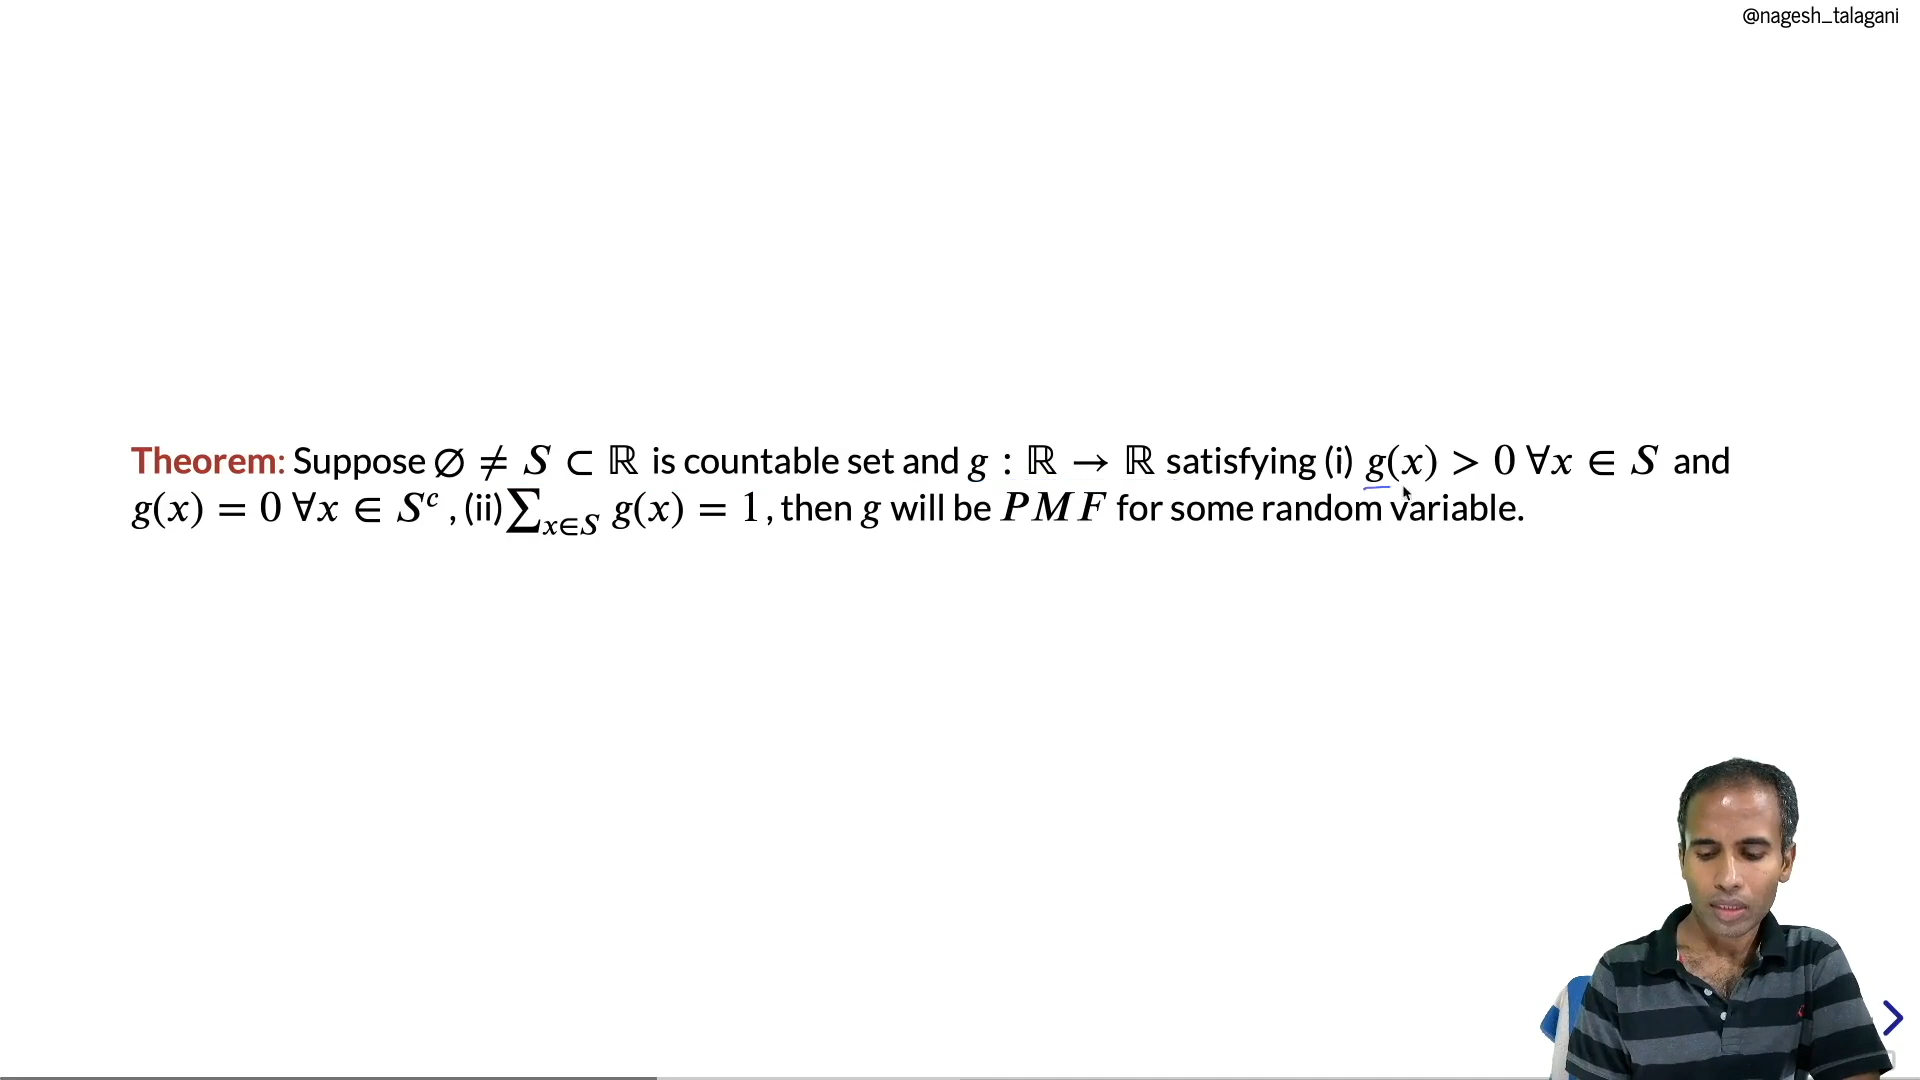 @nagesh_talagani
Theorem: Suppose ∅ ≠ S ⊂ ℝ is countable set and g : ℝ → ℝ satisfying (i) g(x) > 0 ∀x ∈ S and
g(x) = 0 ∀x ∈ Sᶜ , (ii) ∑ₓ∈S g(x) = 1, then g will be PMF for some random variable.